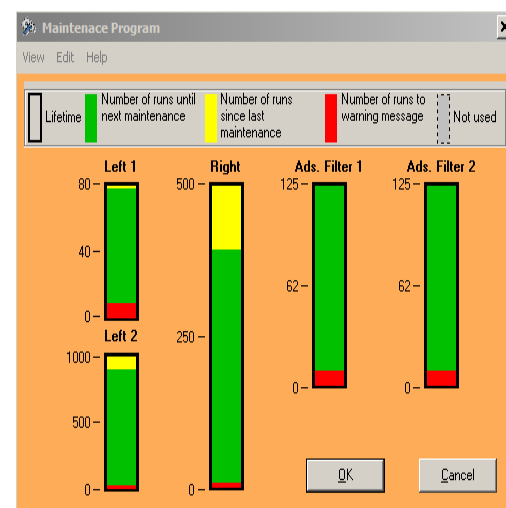 Maintenace Program
View Edit Help
Lifetime
Number of runs until
next maintenance
Number of runs
since last
maintenance
Number of runs to
warning message
Not used
Left 1
80
40
0
Left 2
1000
500
0
Right
500
250
0
Ads. Filter 1
125
62
0
Ads. Filter 2
125
62
0
OK
Cancel